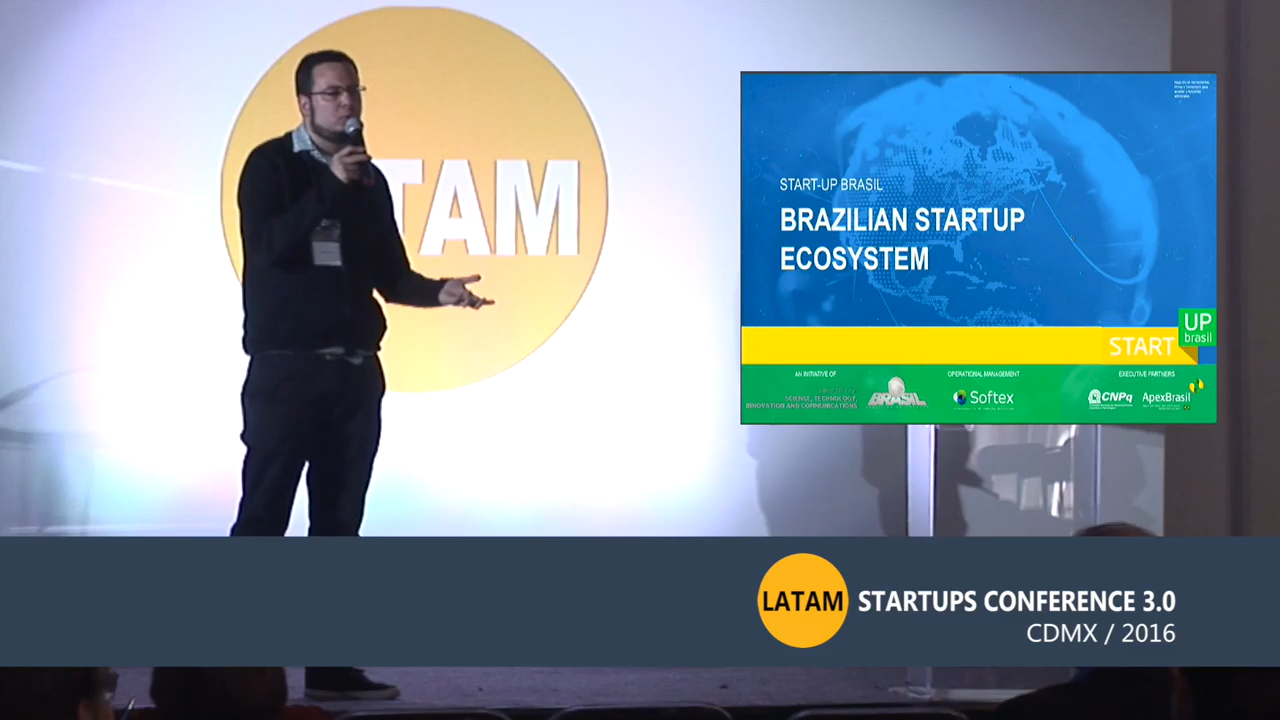 TAM
START-UP BRASIL
BRAZILIAN STARTUP
ECOSYSTEM
UP
brasil
START
AN INITIATIVE OF
OPERATIONAL MANAGEMENT
EXECUTIVE PARTNERS
SCIENCE, TECHNOLOGY,
INNOVATION AND COMMUNICATIONS
BRASIL
Softex
CNPq
ApexBrasil
LATAM
STARTUPS CONFERENCE 3.0
CDMX / 2016